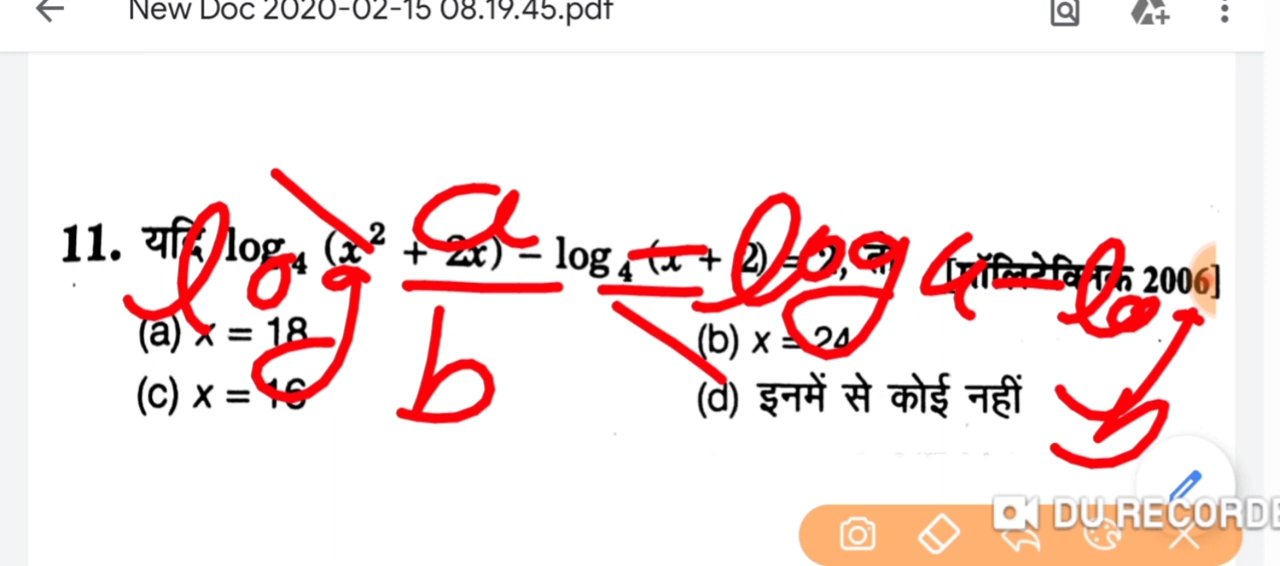 New Doc 2020-02-15 08.19.45.pdf
11. यदि log₄ (x² + 2x) – log₄ (x + 2) = 2, तो [पॉलिटेक्निक 2006]
log a/b = log a – log b
(a) x = 18 (b) x = 24
(c) x = 16 (d) इनमें से कोई नहीं
DU RECORDE